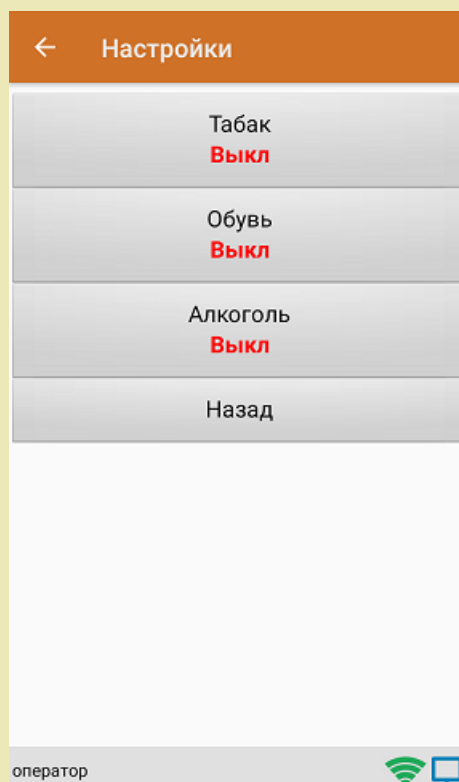 Настройки
Табак
Выкл
Обувь
Выкл
Алкоголь
Выкл
Назад
оператор